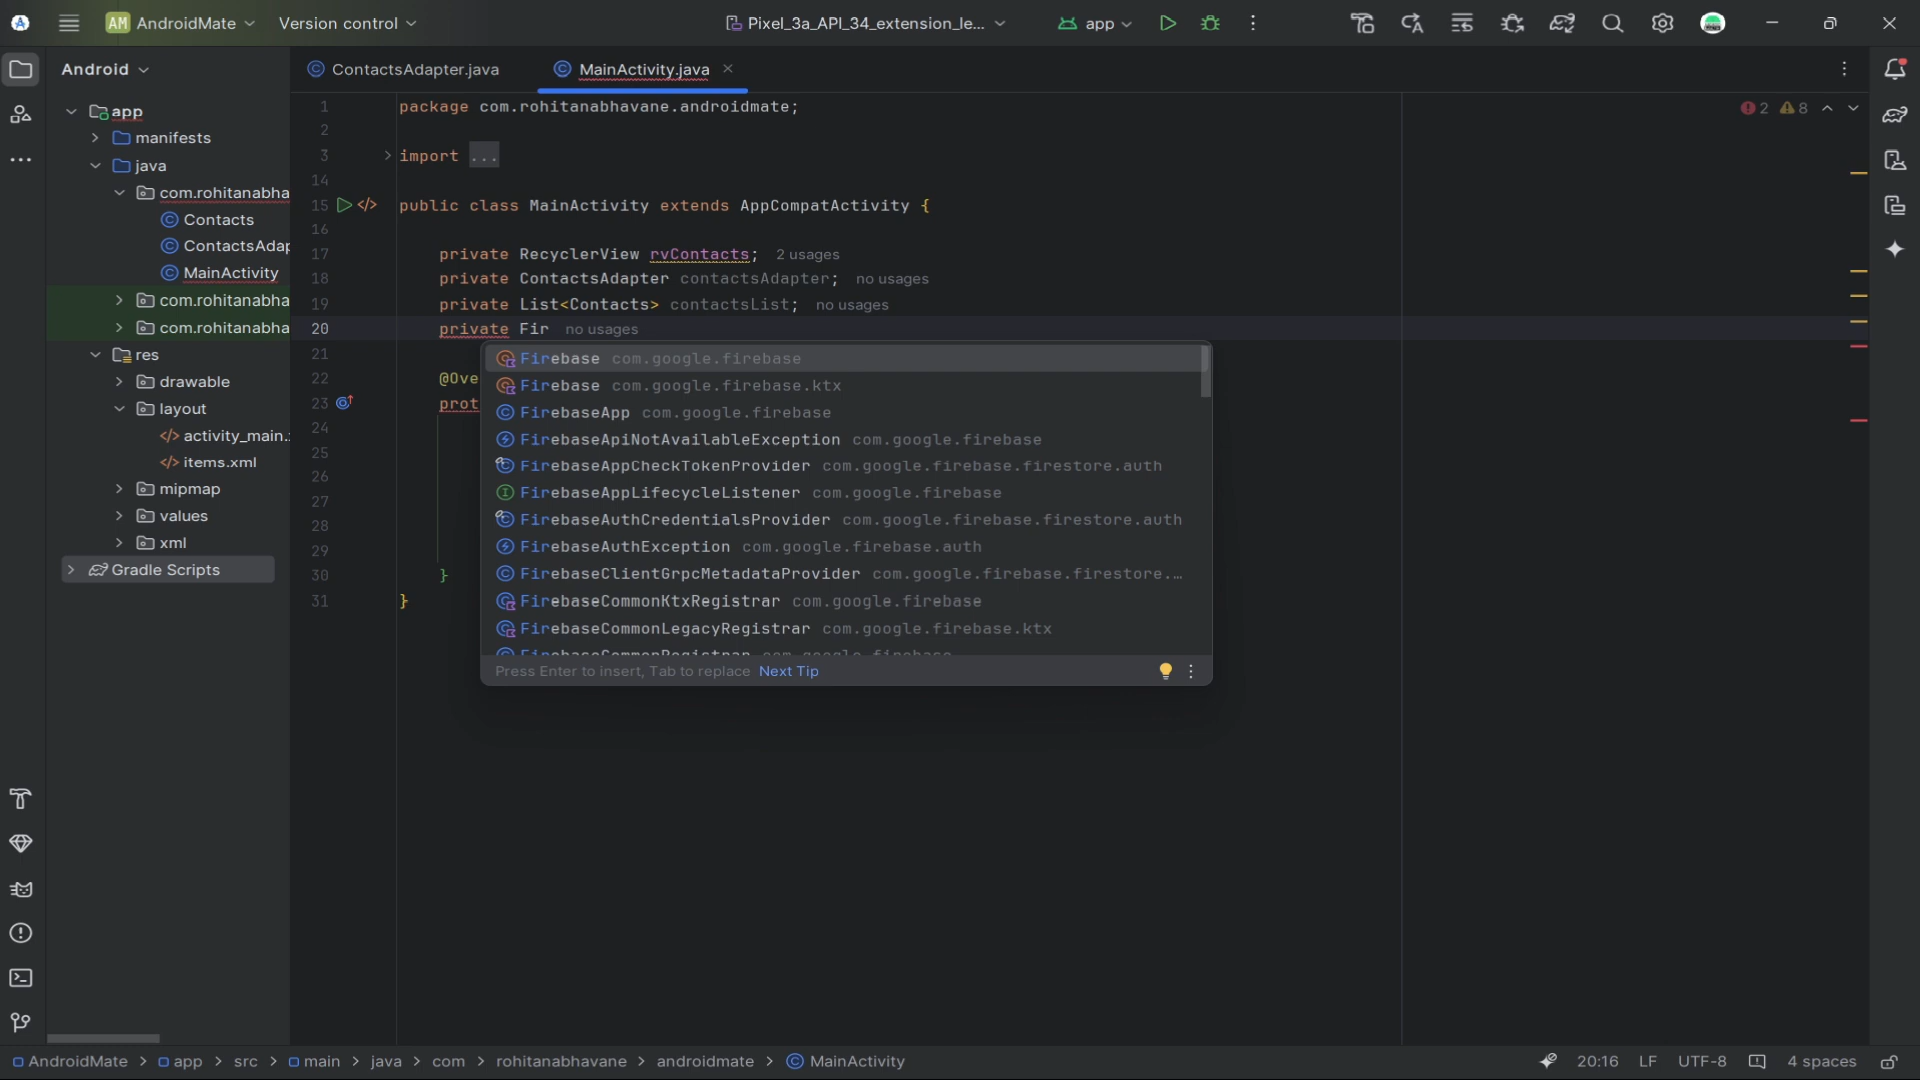 AM AndroidMate Version control Pixel_3a_API_34_extension_le... app
Android ContactsAdapter.java MainActivity.java
app
manifests
java
com.rohitanabha
Contacts
ContactsAdap
MainActivity
com.rohitanabha
com.rohitanabha
res
drawable
layout
activity_main.
items.xml
mipmap
values
xml
Gradle Scripts
2 8
1 package com.rohitanabhavane.androidmate;
2
3 import ...
14
15 public class MainActivity extends AppCompatActivity {
16
17 private RecyclerView rvContacts; 2 usages
18 private ContactsAdapter contactsAdapter; no usages
19 private List<Contacts> contactsList; no usages
20 private Fir no usages
21
22 @Ove
23 prot
24
25
26
27
28
29
30 }
31 }
Firebase com.google.firebase
Firebase com.google.firebase.ktx
FirebaseApp com.google.firebase
FirebaseApiNotAvailableException com.google.firebase
FirebaseAppCheckTokenProvider com.google.firebase.firestore.auth
FirebaseAppLifecycleListener com.google.firebase
FirebaseAuthCredentialsProvider com.google.firebase.firestore.auth
FirebaseAuthException com.google.firebase.auth
FirebaseClientGrpcMetadataProvider com.google.firebase.firestore.…
FirebaseCommonKtxRegistrar com.google.firebase
FirebaseCommonLegacyRegistrar com.google.firebase.ktx
FirebaseCommonRegistrar com.google.firebase
Press Enter to insert, Tab to replace Next Tip
AndroidMate > app > src > main > java > com > rohitanabhavane > androidmate > MainActivity 20:16 LF UTF-8 4 spaces